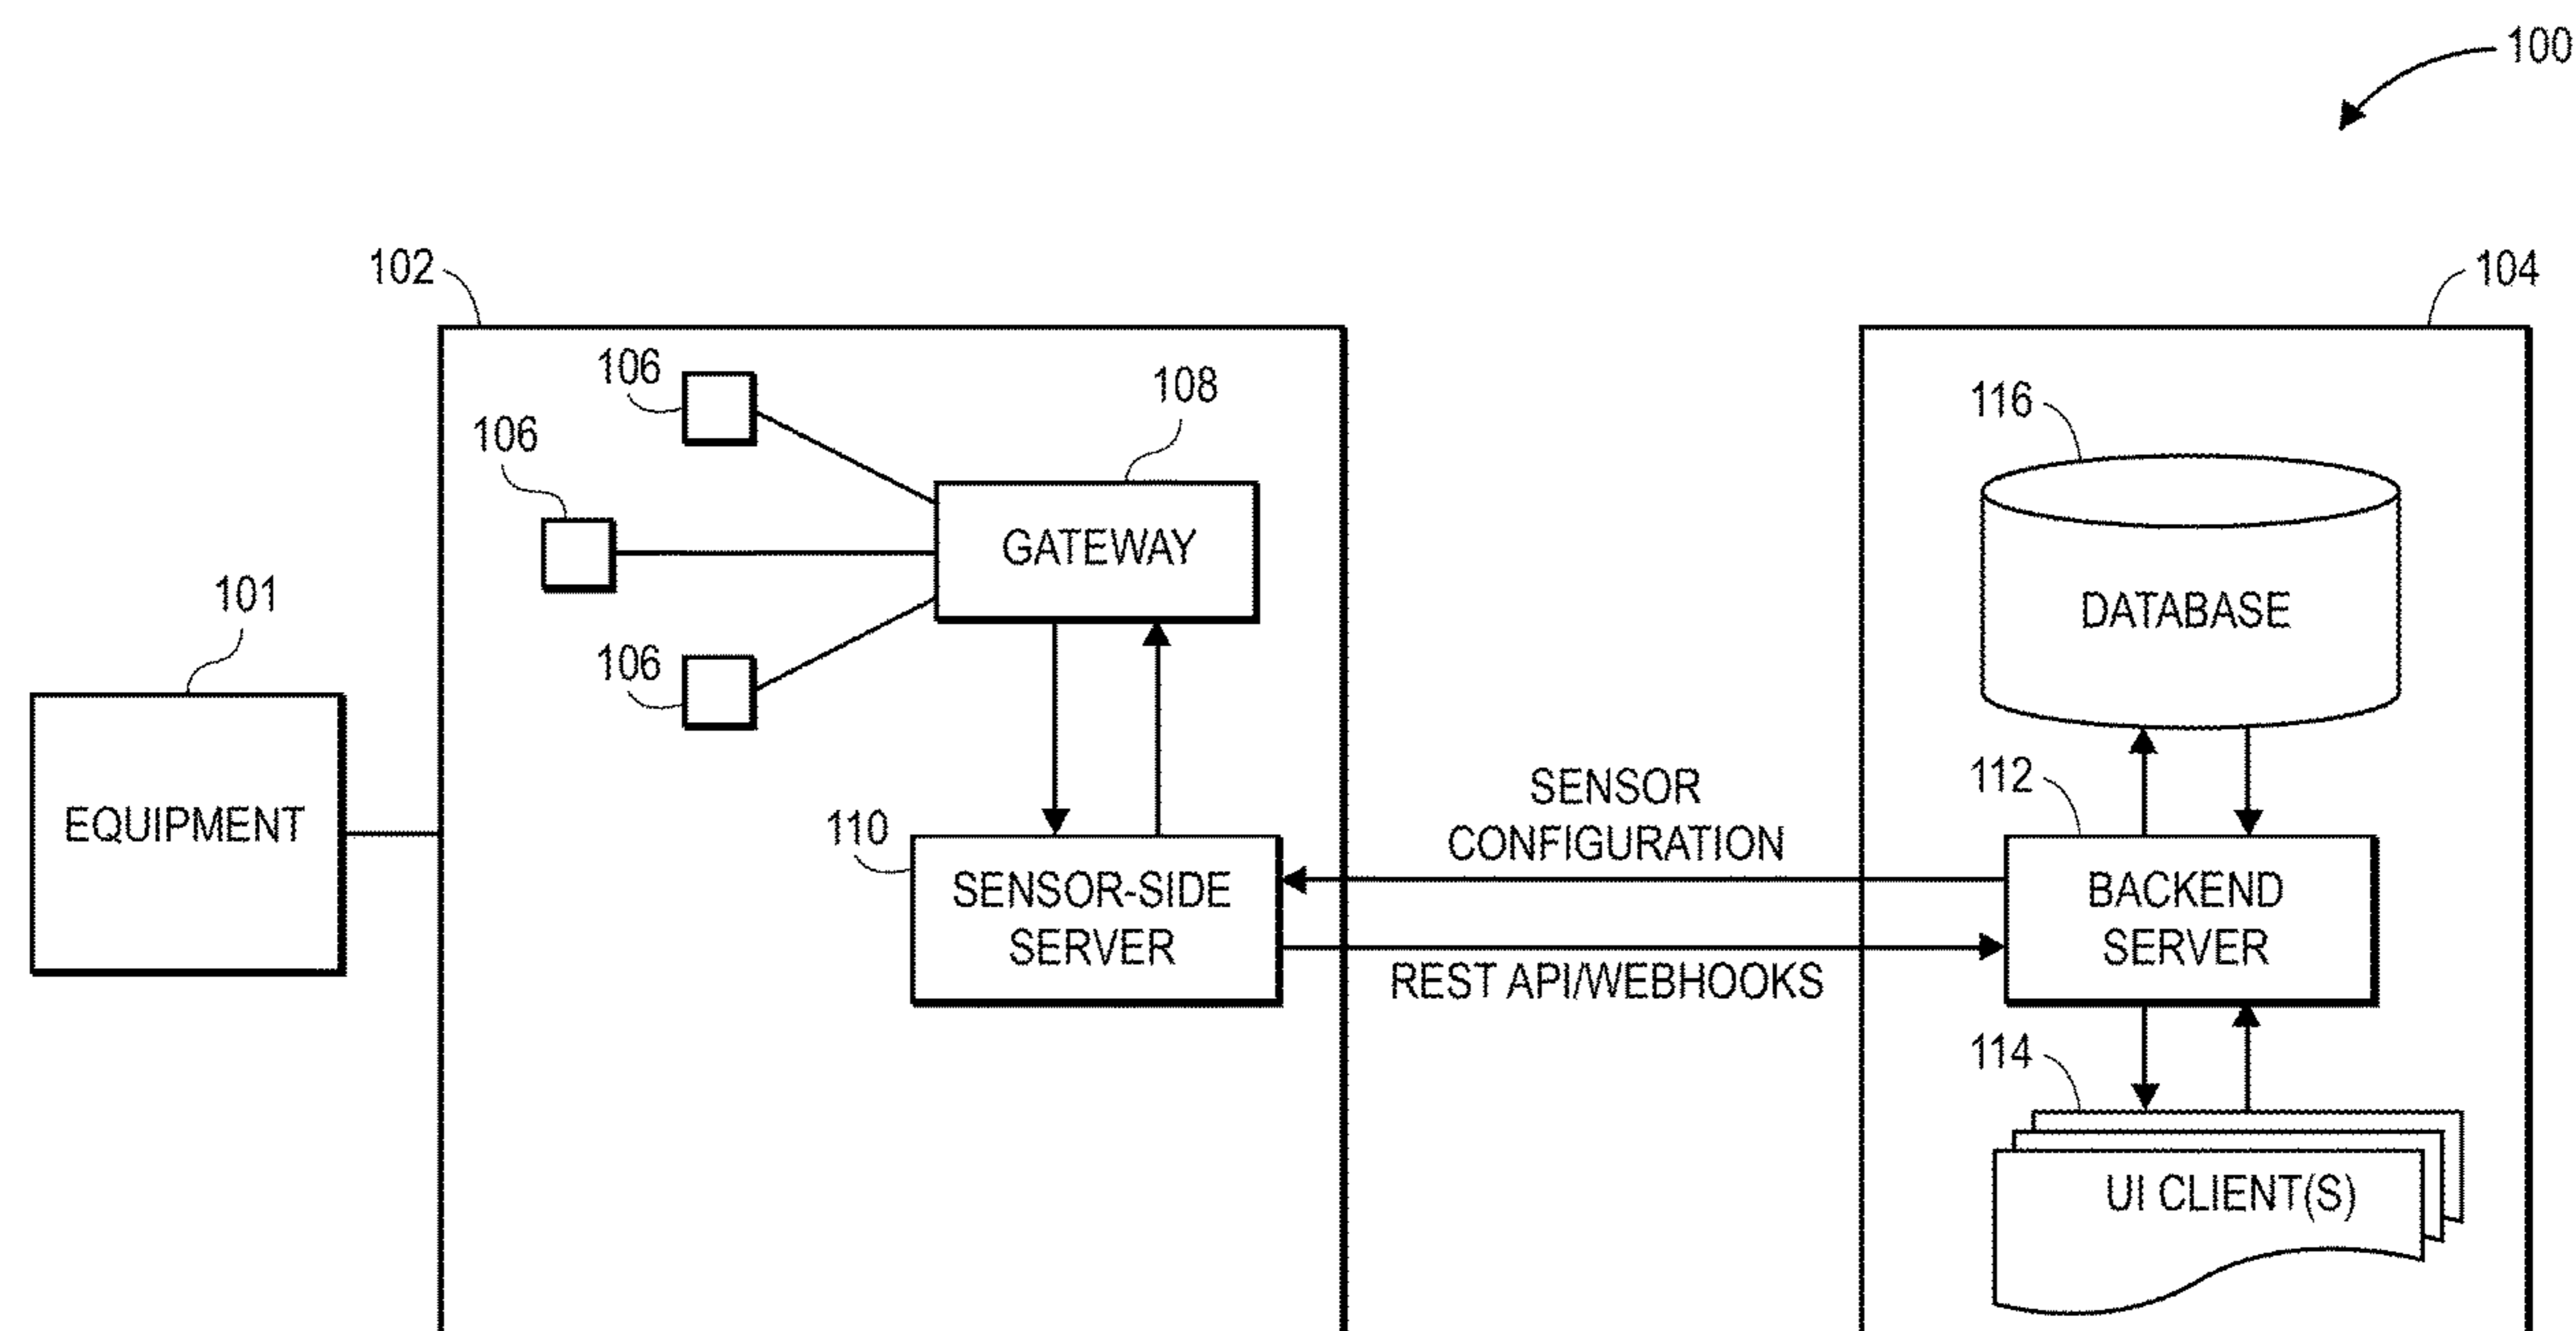 100
102
104
106
108
116
106
GATEWAY
101
DATABASE
106
EQUIPMENT
110
SENSOR
CONFIGURATION
112
SENSOR-SIDE
SERVER
BACKEND
SERVER
REST API/WEBHOOKS
114
UI CLIENT(S)